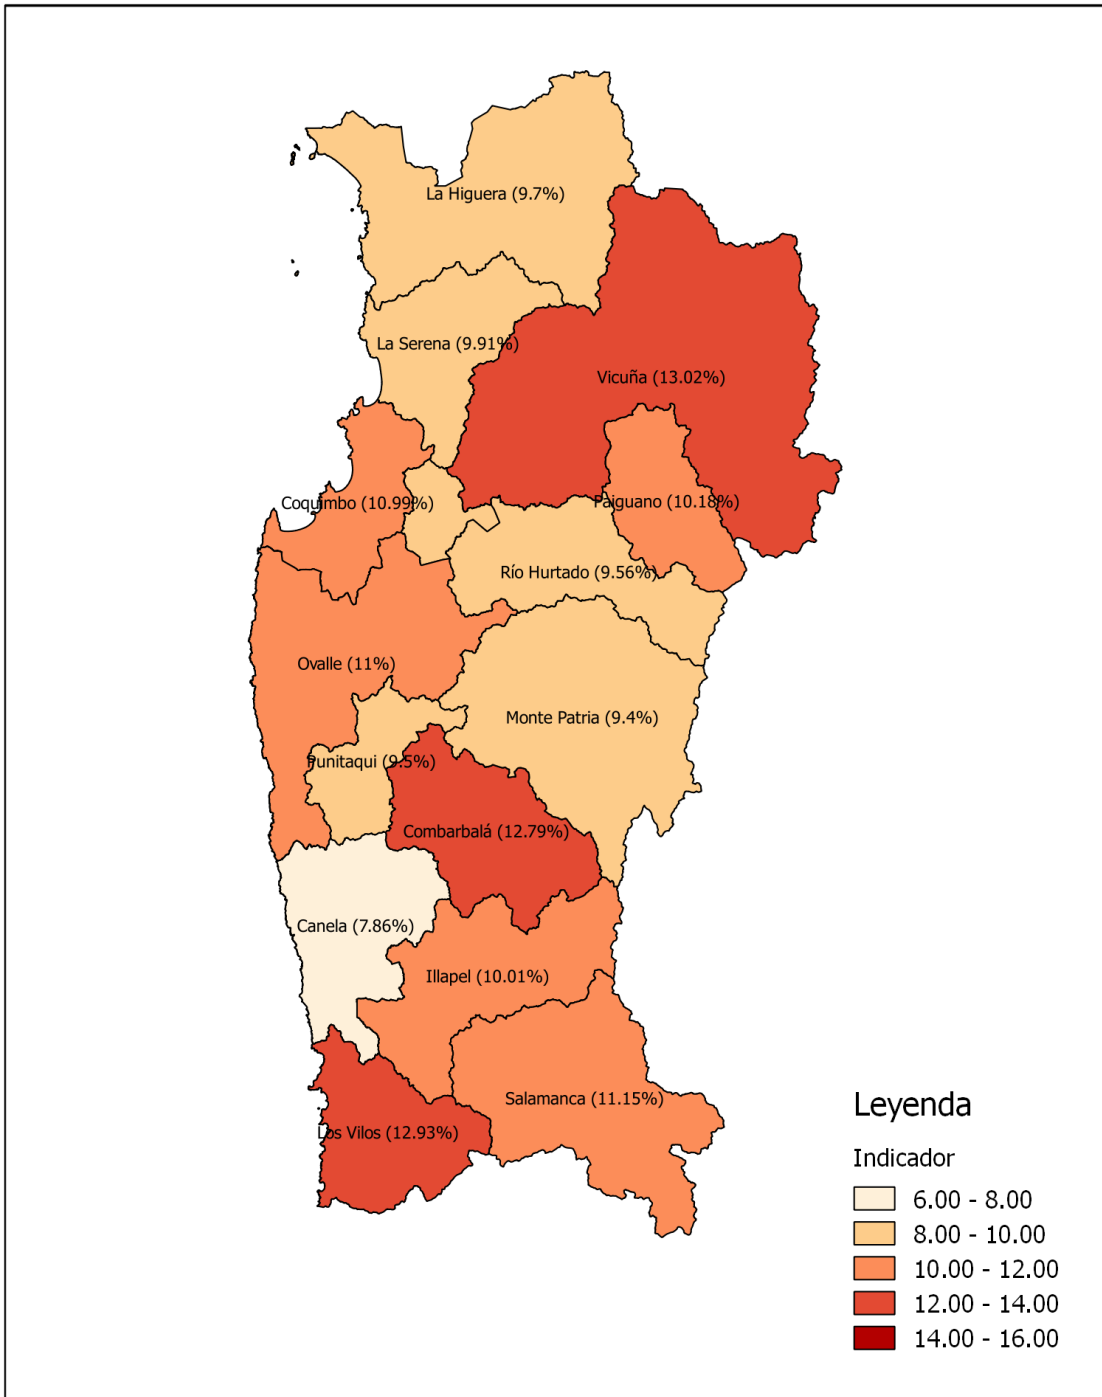 La Higuera (9.7%)
La Serena (9.91%)
Vicuña (13.02%)
Coquimbo (10.99%)
Paiguano (10.18%)
Río Hurtado (9.56%)
Ovalle (11%)
Monte Patria (9.4%)
Punitaqui (9.5%)
Combarbalá (12.79%)
Canela (7.86%)
Illapel (10.01%)
Salamanca (11.15%)
Los Vilos (12.93%)
Leyenda
Indicador
6.00 - 8.00
8.00 - 10.00
10.00 - 12.00
12.00 - 14.00
14.00 - 16.00